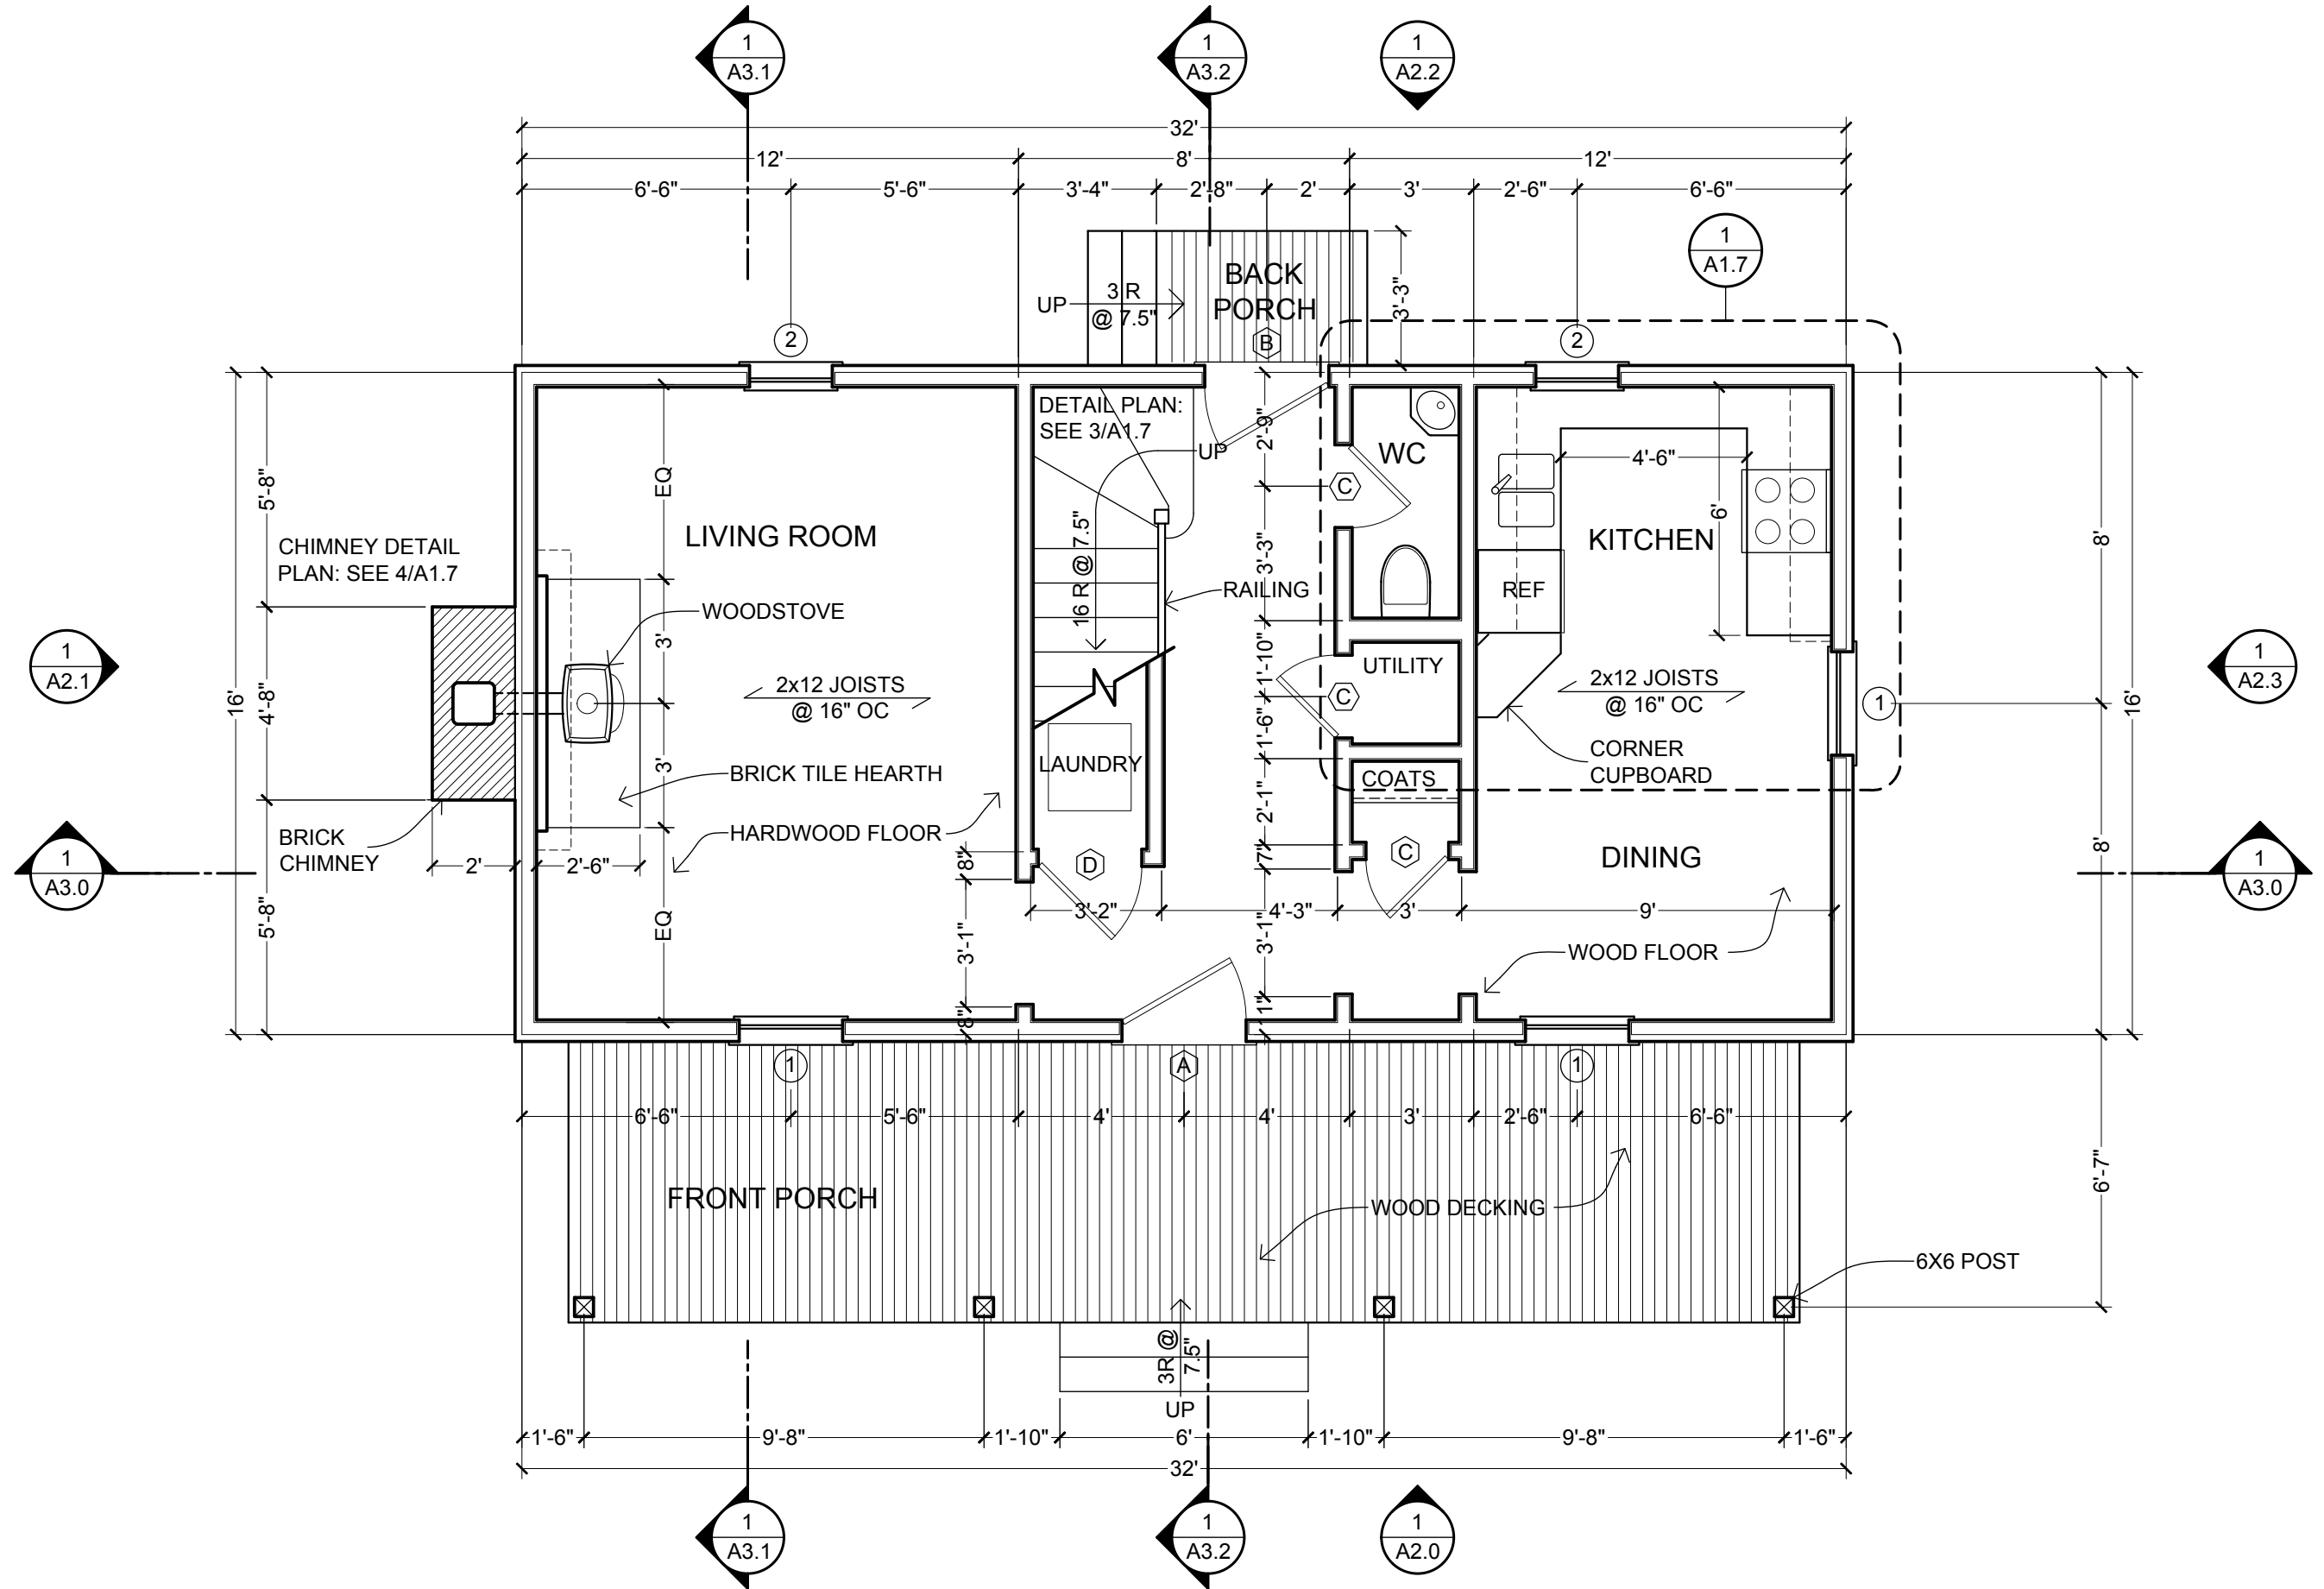 1
A3.1
1
A3.2
1
A2.2
32'
12'
8'
12'
6'-6"
5'-6"
3'-4"
2'-8"
2'
3'
2'-6"
6'-6"
1
A1.7
BACK
PORCH
UP
3 R
@ 7.5"
3'-3"
2
B
2
DETAIL PLAN:
SEE 3/A1.7
UP
2'-9"
WC
C
4'-6"
6'
KITCHEN
EQ
5'-8"
8'
LIVING ROOM
CHIMNEY DETAIL
PLAN: SEE 4/A1.7
16 R @ 7.5"
3'-3"
RAILING
REF
WOODSTOVE
3'
1
A2.1
16'
4'-8"
1'-10"
UTILITY
C
2x12 JOISTS
@ 16" OC
2x12 JOISTS
@ 16" OC
1
16'
1
A2.3
1'-6"
CORNER
CUPBOARD
3'
BRICK TILE HEARTH
LAUNDRY
COATS
2'-1"
HARDWOOD FLOOR
BRICK
CHIMNEY
2'
2'-6"
8"
D
7"
C
DINING
8'
1
A3.0
1
A3.0
5'-8"
EQ
3'-1"
3'-2"
4'-3"
3'
9'
3'-1"
WOOD FLOOR
8"
1"
1
A
1
6'-6"
5'-6"
4'
4'
3'
2'-6"
6'-6"
6'-7"
FRONT PORCH
WOOD DECKING
6X6 POST
3R @
7.5"
UP
1'-6"
9'-8"
1'-10"
6'
1'-10"
9'-8"
1'-6"
32'
1
A3.1
1
A3.2
1
A2.0